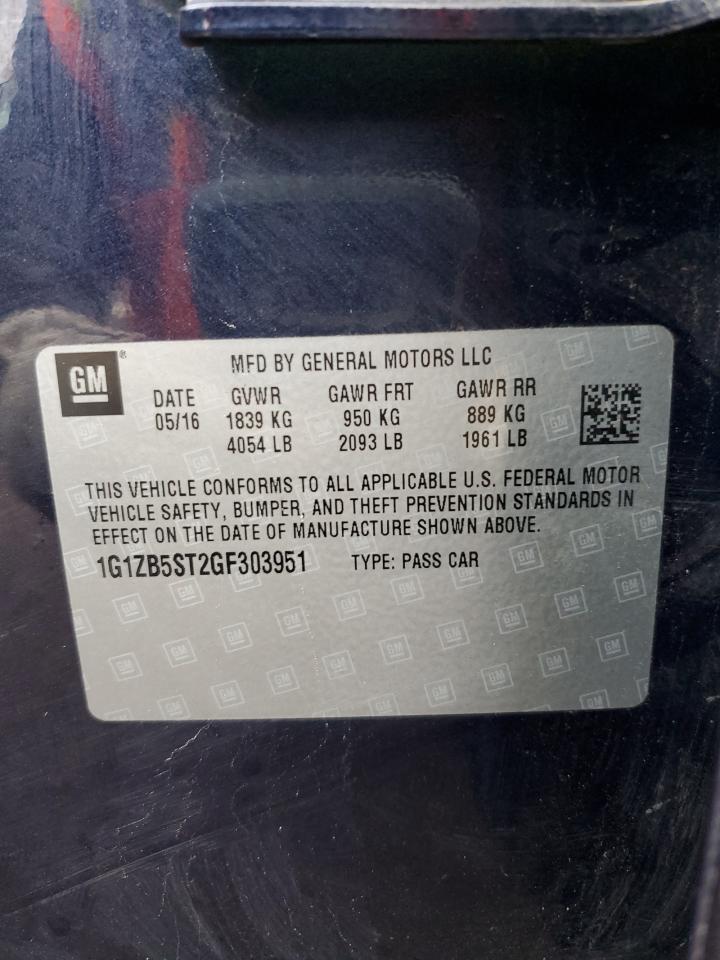 GM® MFD BY GENERAL MOTORS LLC
DATE GVWR GAWR FRT GAWR RR
05/16 1839 KG 950 KG 889 KG
4054 LB 2093 LB 1961 LB
THIS VEHICLE CONFORMS TO ALL APPLICABLE U.S. FEDERAL MOTOR
VEHICLE SAFETY, BUMPER, AND THEFT PREVENTION STANDARDS IN
EFFECT ON THE DATE OF MANUFACTURE SHOWN ABOVE.
1G1ZB5ST2GF303951 TYPE: PASS CAR